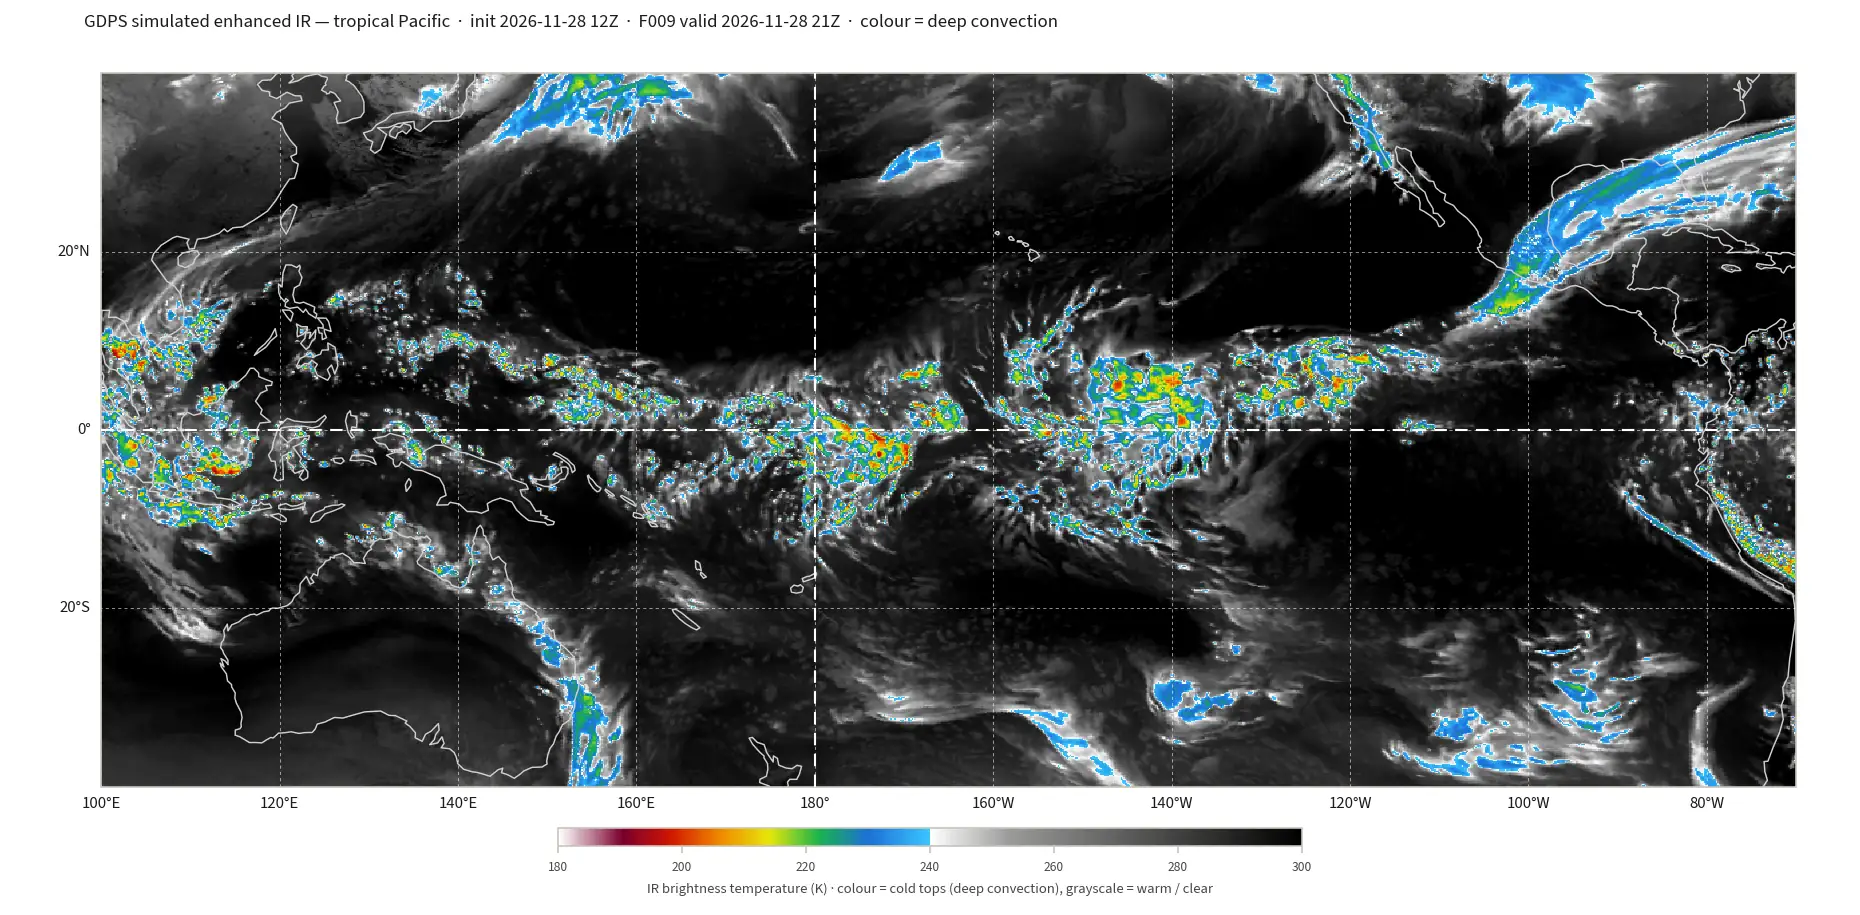 GDPS simulated enhanced IR — tropical Pacific · init 2026-11-28 12Z · F009 valid 2026-11-28 21Z · colour = deep convection
20°N
0°
20°S
100°E 120°E 140°E 160°E 180° 160°W 140°W 120°W 100°W 80°W
180 200 220 240 260 280 300
IR brightness temperature (K) · colour = cold tops (deep convection), grayscale = warm / clear